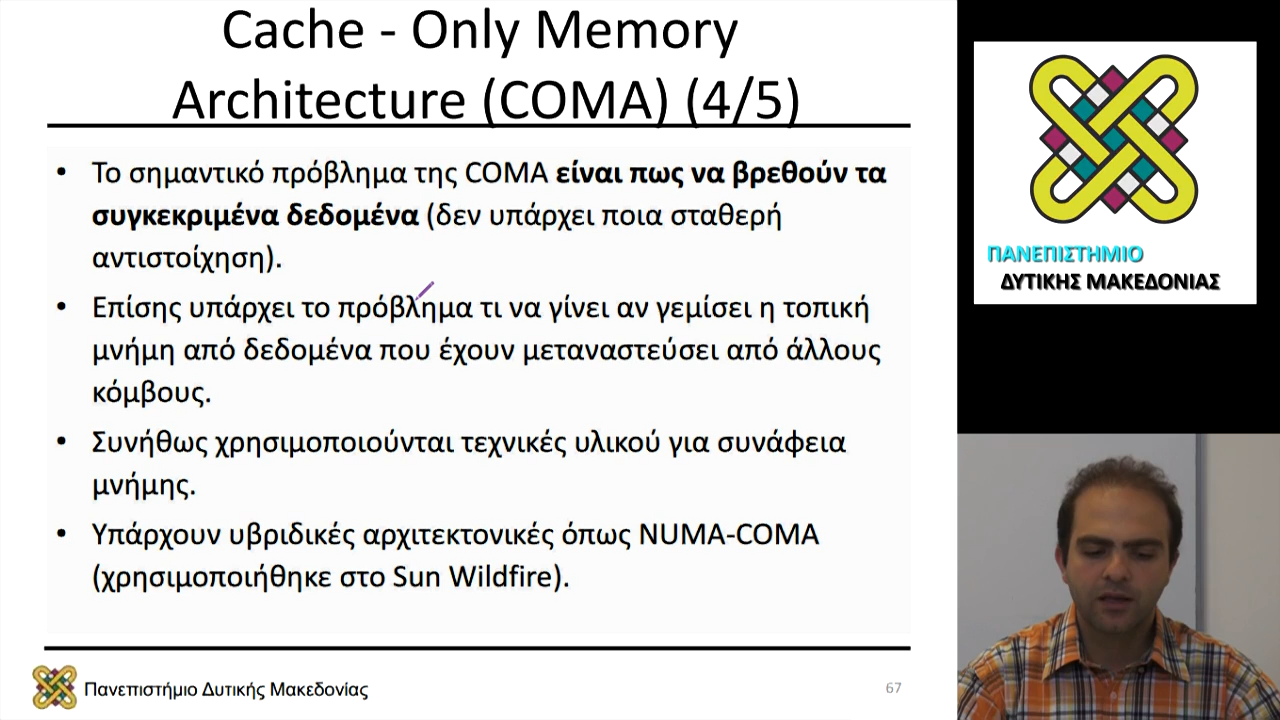 Cache - Only Memory
Architecture (COMA) (4/5)
• Το σημαντικό πρόβλημα της COMA είναι πως να βρεθούν τα
συγκεκριμένα δεδομένα (δεν υπάρχει ποια σταθερή
αντιστοίχηση).
• Επίσης υπάρχει το πρόβλημα τι να γίνει αν γεμίσει η τοπική
μνήμη από δεδομένα που έχουν μεταναστεύσει από άλλους
κόμβους.
• Συνήθως χρησιμοποιούνται τεχνικές υλικού για συνάφεια
μνήμης.
• Υπάρχουν υβριδικές αρχιτεκτονικές όπως NUMA-COMA
(χρησιμοποιήθηκε στο Sun Wildfire).
Πανεπιστήμιο Δυτικής Μακεδονίας
67
ΠΑΝΕΠΙΣΤΗΜΙΟ
ΔΥΤΙΚΗΣ ΜΑΚΕΔΟΝΙΑΣ